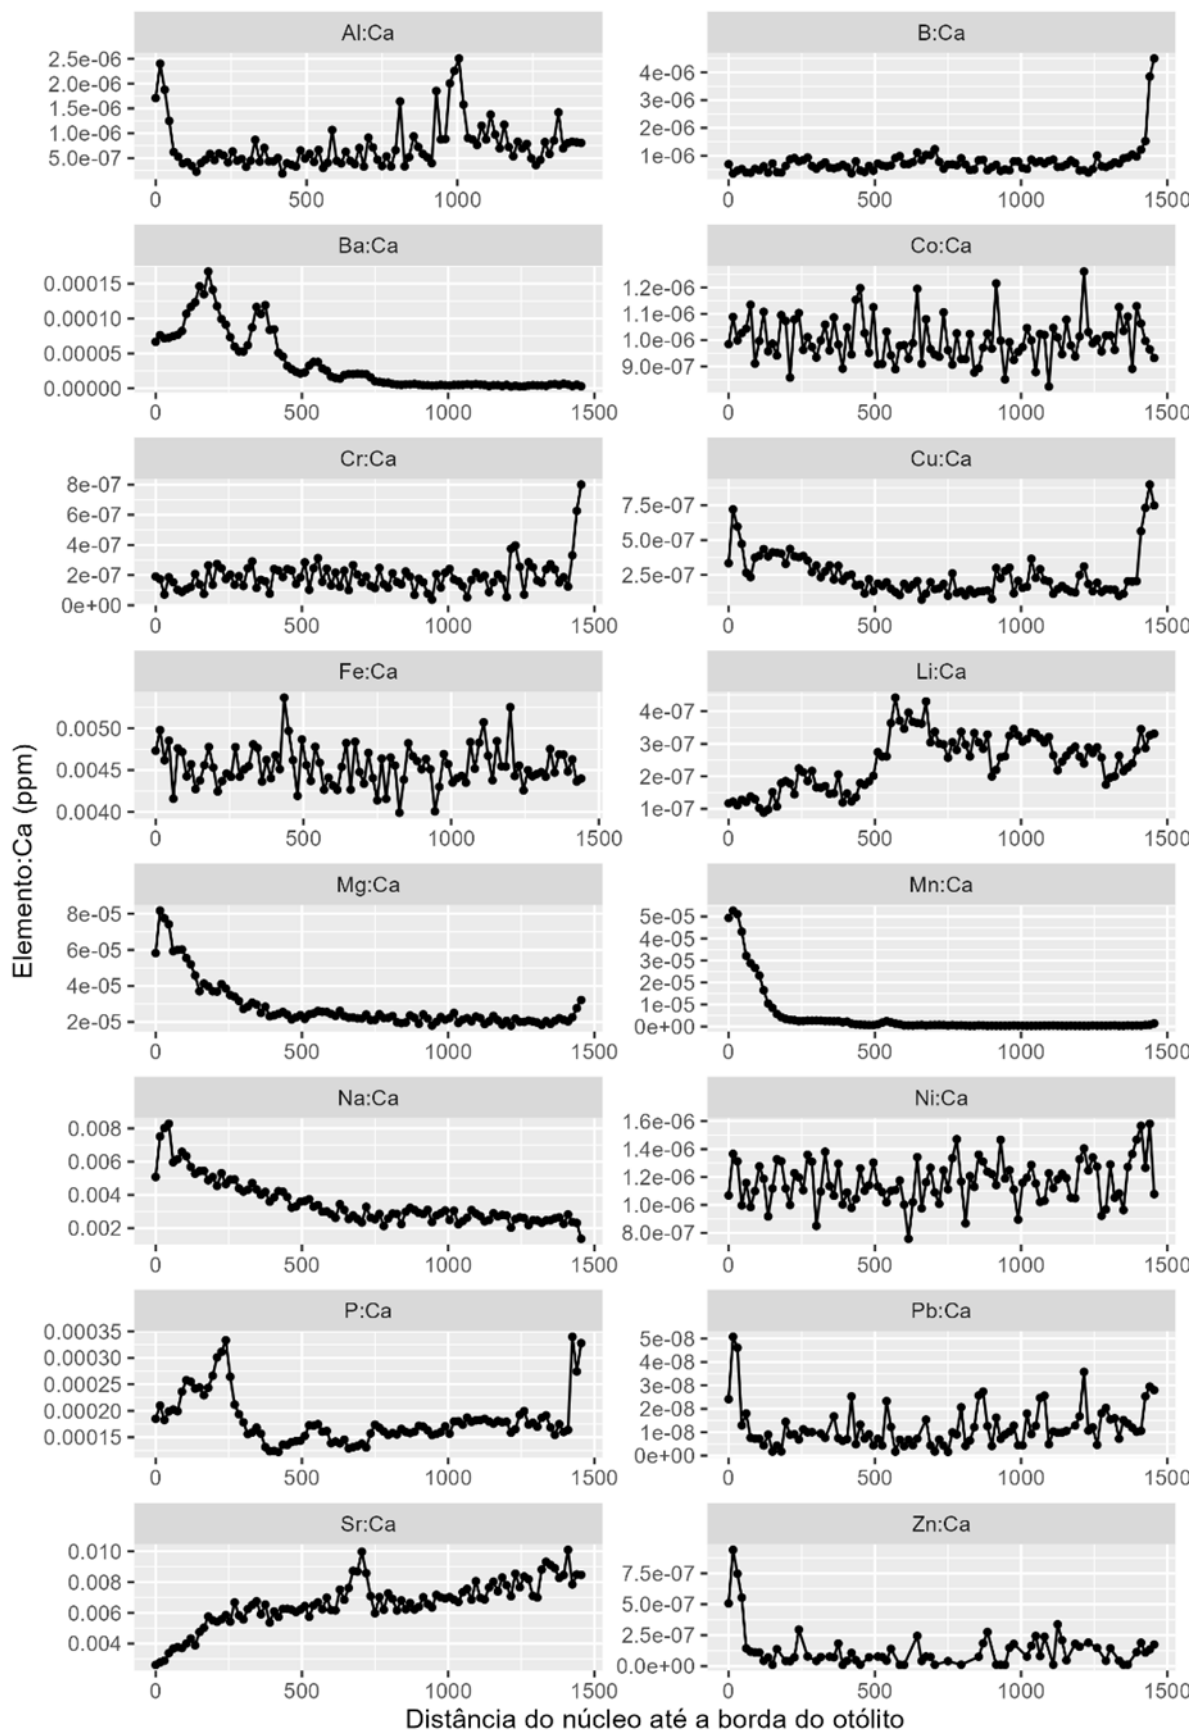 Al:Ca
B:Ca
2.5e-06
2.0e-06
1.5e-06
1.0e-06
5.0e-07
0 500 1000
4e-06
3e-06
2e-06
1e-06
0 500 1000 1500
Ba:Ca
Co:Ca
0.00015
0.00010
0.00005
0.00000
0 500 1000 1500
1.2e-06
1.1e-06
1.0e-06
9.0e-07
0 500 1000 1500
Cr:Ca
Cu:Ca
8e-07
6e-07
4e-07
2e-07
0e+00
0 500 1000 1500
7.5e-07
5.0e-07
2.5e-07
0 500 1000 1500
Fe:Ca
Li:Ca
0.0050
0.0045
0.0040
0 500 1000 1500
4e-07
3e-07
2e-07
1e-07
0 500 1000 1500
Elemento:Ca (ppm)
Mg:Ca
Mn:Ca
8e-05
6e-05
4e-05
2e-05
0 500 1000 1500
5e-05
4e-05
3e-05
2e-05
1e-05
0e+00
0 500 1000 1500
Na:Ca
Ni:Ca
0.008
0.006
0.004
0.002
0 500 1000 1500
1.6e-06
1.4e-06
1.2e-06
1.0e-06
8.0e-07
0 500 1000 1500
P:Ca
Pb:Ca
0.00035
0.00030
0.00025
0.00020
0.00015
0 500 1000 1500
5e-08
4e-08
3e-08
2e-08
1e-08
0e+00
0 500 1000 1500
Sr:Ca
Zn:Ca
0.010
0.008
0.006
0.004
0 500 1000 1500
7.5e-07
5.0e-07
2.5e-07
0.0e+00
0 500 1000 1500
Distância do núcleo até a borda do otólito